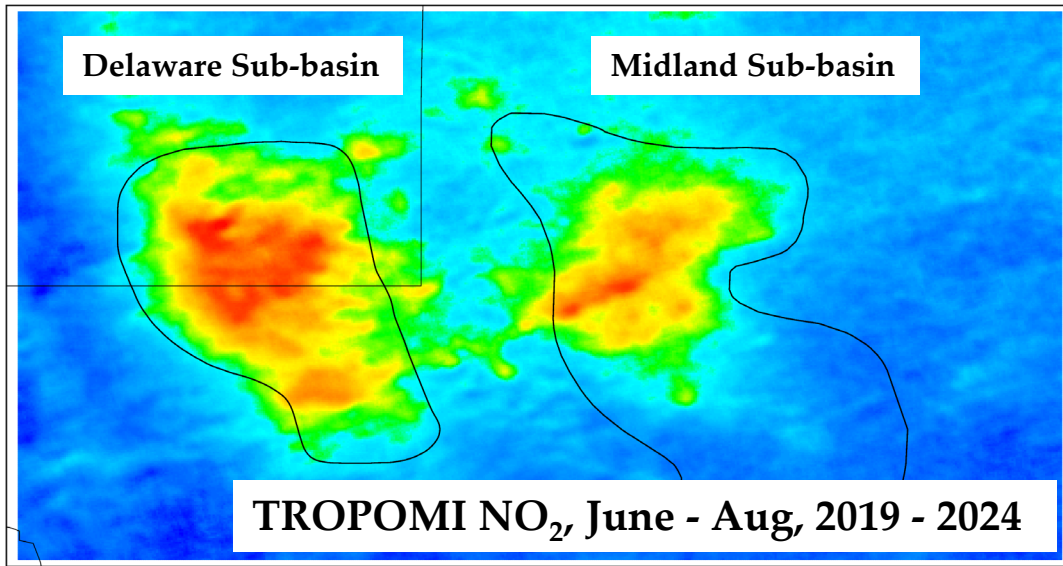 Delaware Sub-basin
Midland Sub-basin
TROPOMI NO₂, June - Aug, 2019 - 2024